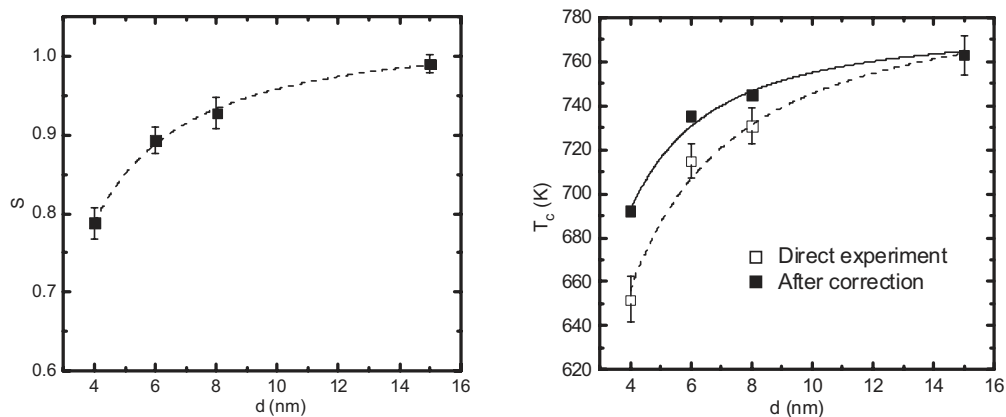 1.0
0.9
0.8
0.7
0.6
S
4 6 8 10 12 14 16
d (nm)
780
760
740
720
700
680
660
640
620
T_c (K)
Direct experiment
After correction
4 6 8 10 12 14 16
d (nm)